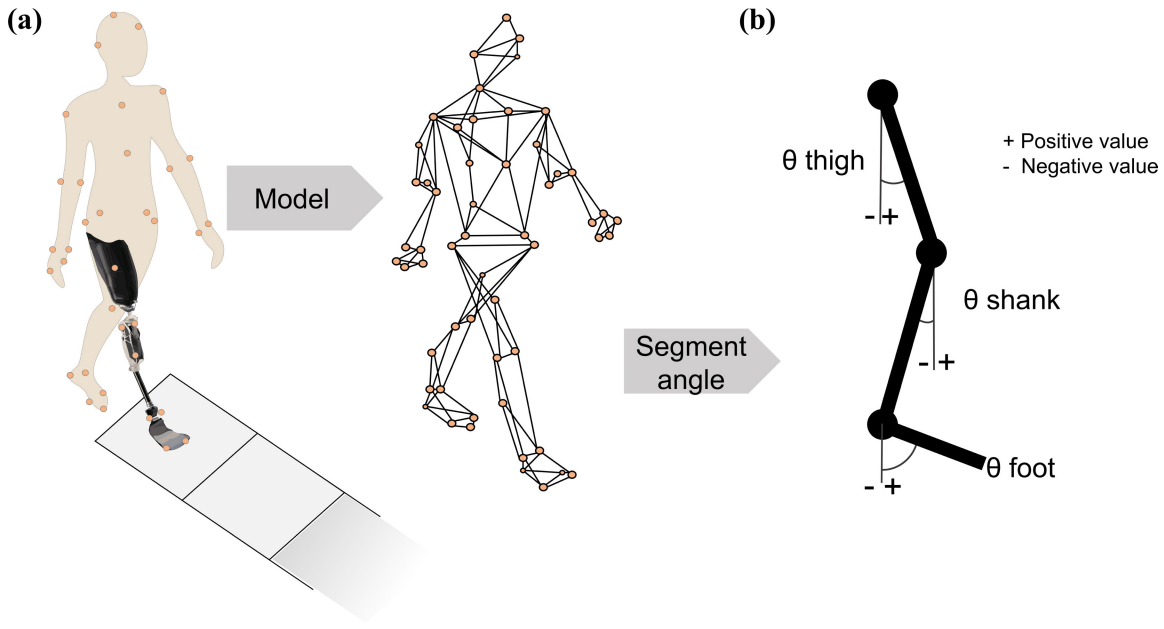 (a)
(b)
Model
Segment
angle
θ thigh
- +
+ Positive value
- Negative value
θ shank
- +
θ foot
- +